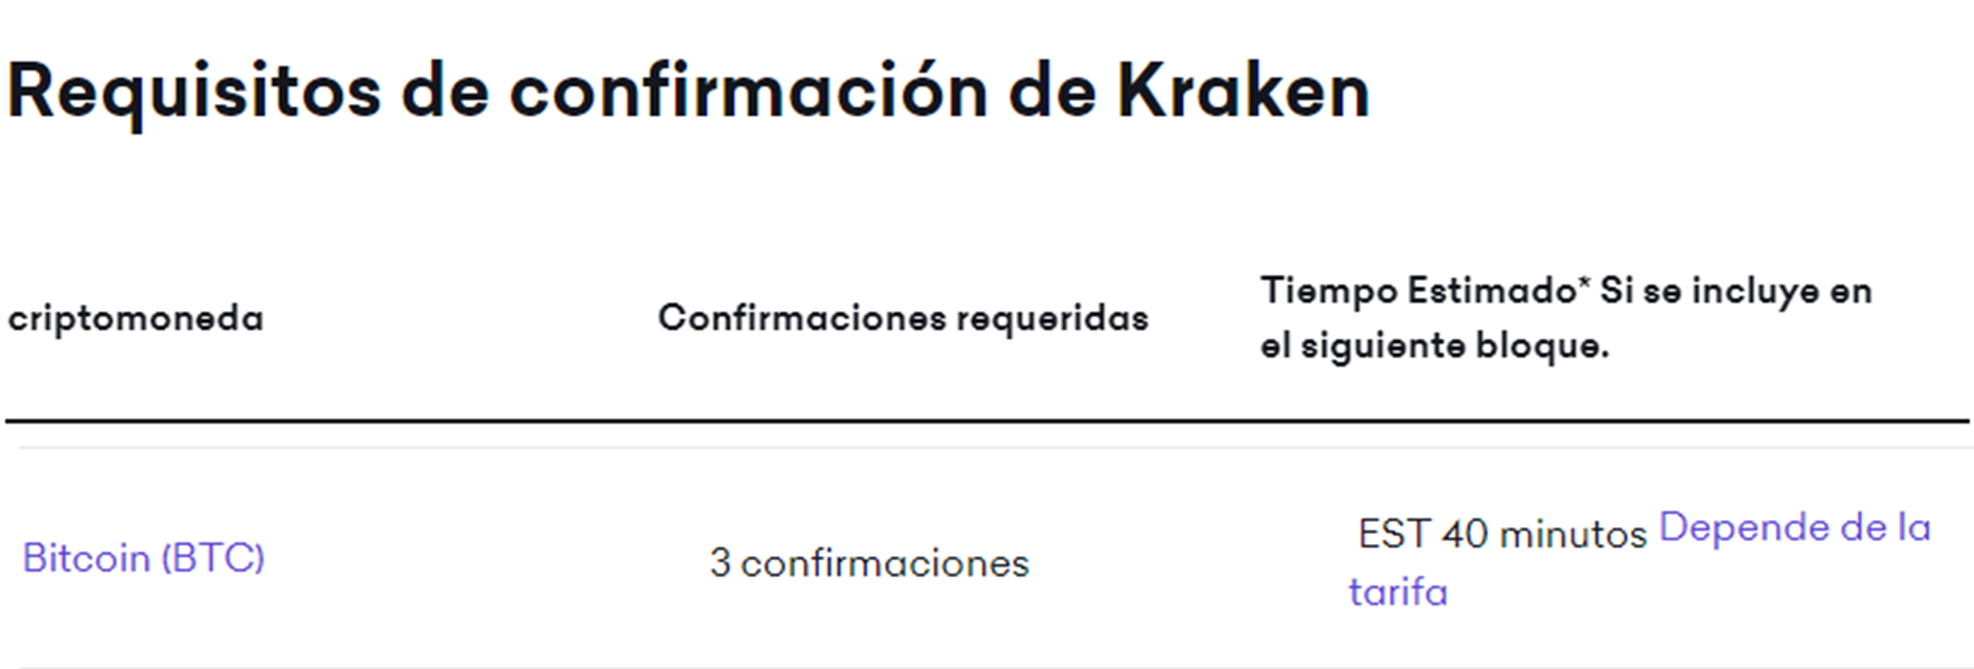 Requisitos de confirmación de Kraken
criptomoneda
Confirmaciones requeridas
Tiempo Estimado* Si se incluye en
el siguiente bloque.
Bitcoin (BTC)
3 confirmaciones
EST 40 minutos Depende de la
tarifa